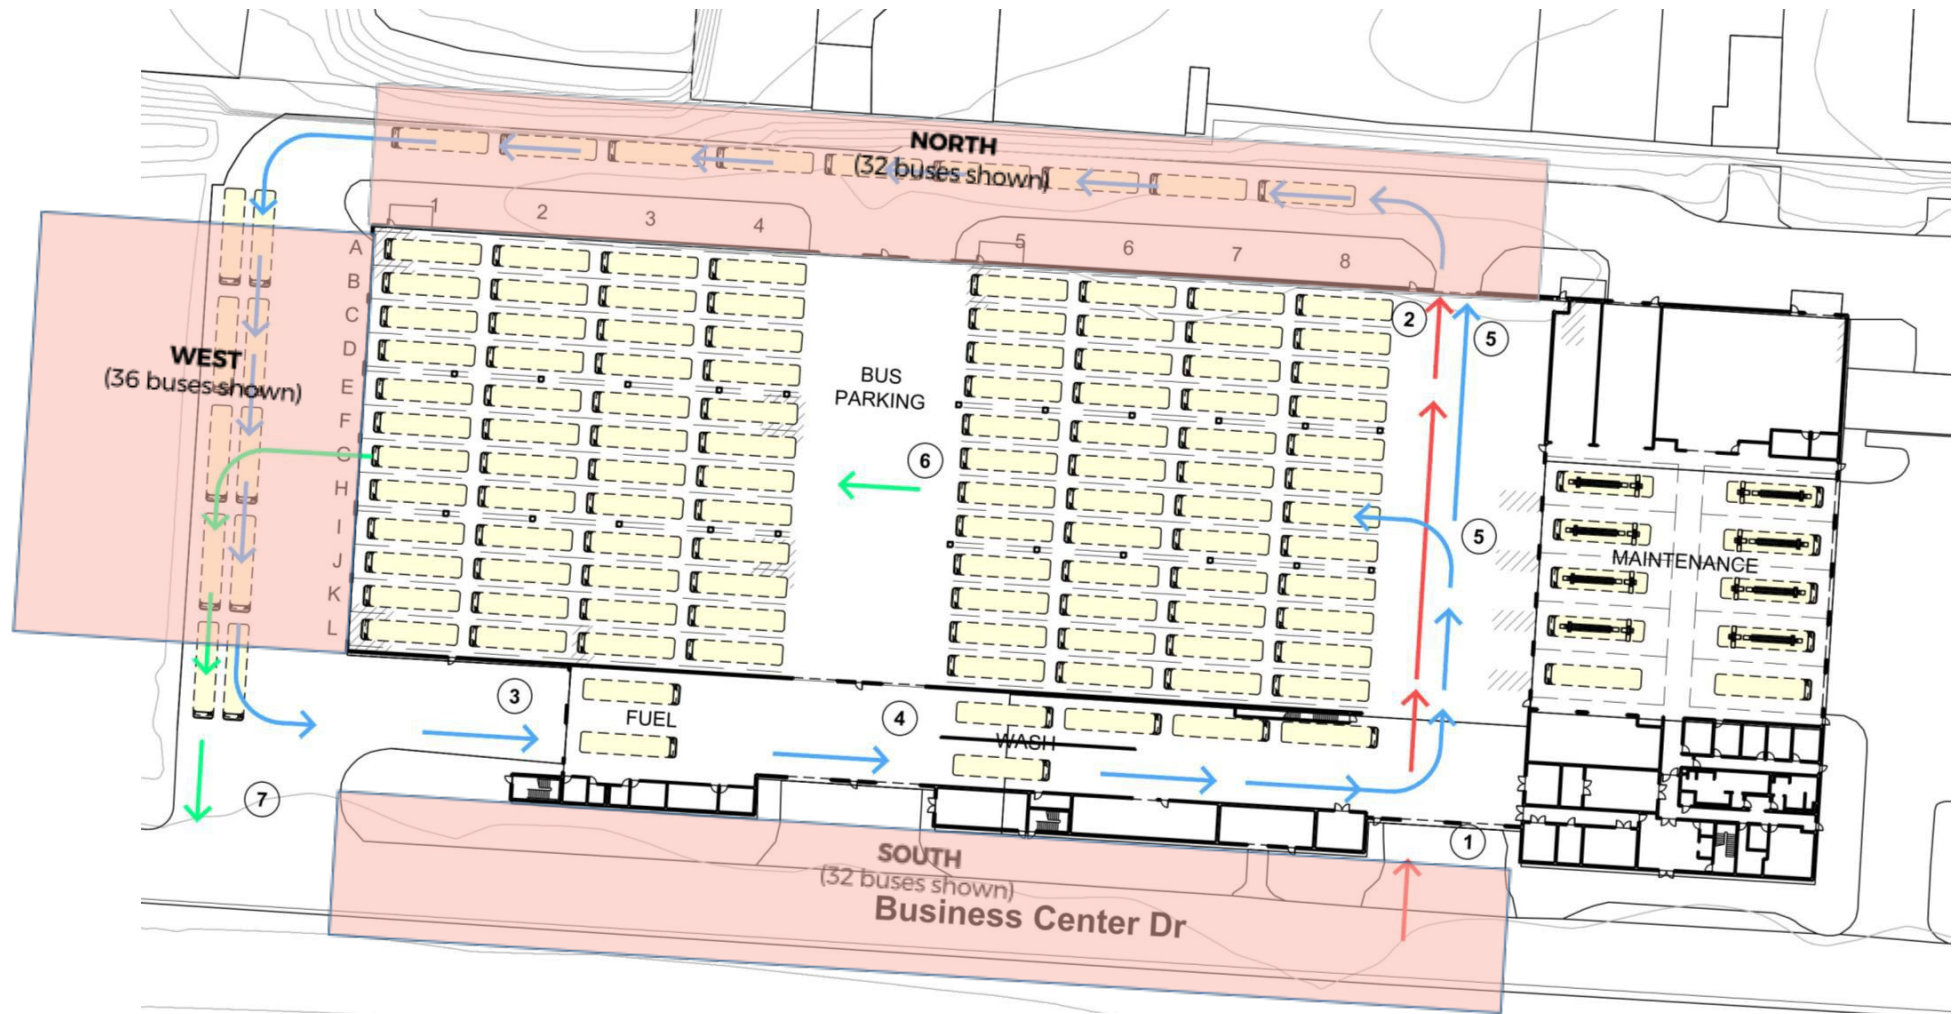 NORTH
(32 buses shown)
1
2
3
4
5
6
7
8
A
B
C
D
E
F
G
H
I
J
K
L
WEST
(36 buses shown)
BUS
PARKING
2
5
6
5
MAINTENANCE
3
FUEL
4
WASH
7
1
SOUTH
(32 buses shown)
Business Center Dr